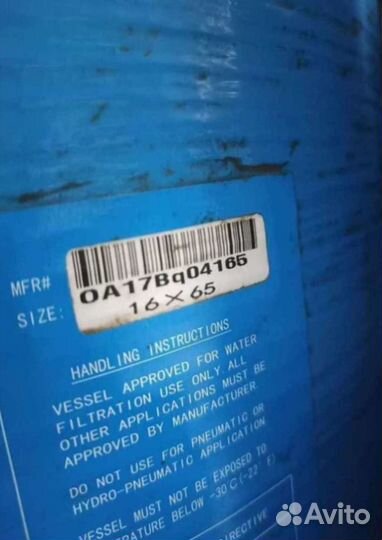 MFR#
0A17Bq04165
SIZE:
16×65
HANDLING INSTRUCTIONS
VESSEL APPROVED FOR WATER
FILTRATION USE ONLY ALL
OTHER APPLICATIONS MUST BE
APPROVED BY MANUFACTURER
DO NOT USE FOR PNEUMATIC OR
HYDRO-PNEUMATIC APPLICATION
VESSEL MUST NOT BE EXPOSED TO
BELOW -30℃(-22 F)
Avito